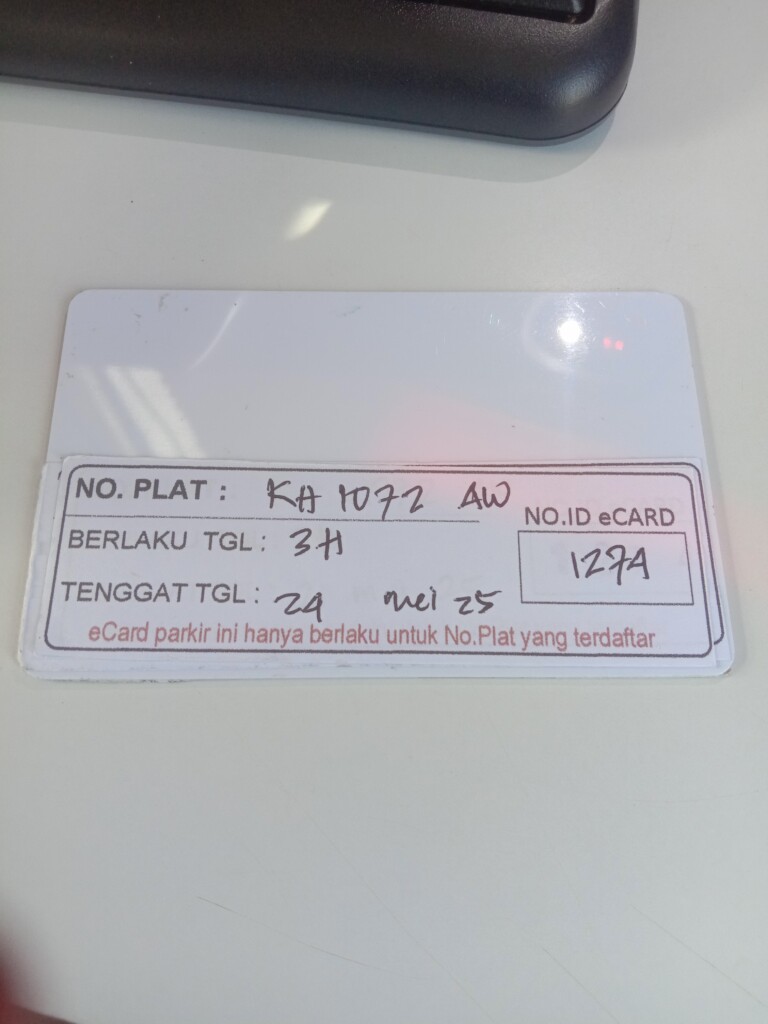 NO. PLAT : KH 1072 AW
NO.ID eCARD
BERLAKU TGL : 3H
1274
TENGGAT TGL : 24 mei 25
eCard parkir ini hanya berlaku untuk No.Plat yang terdaftar